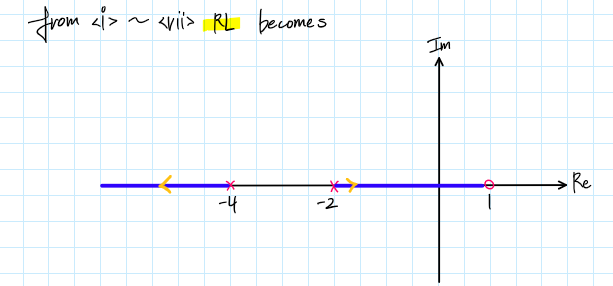 from <i> ~ <vii> RL becomes
Im
Re
-4
-2
1